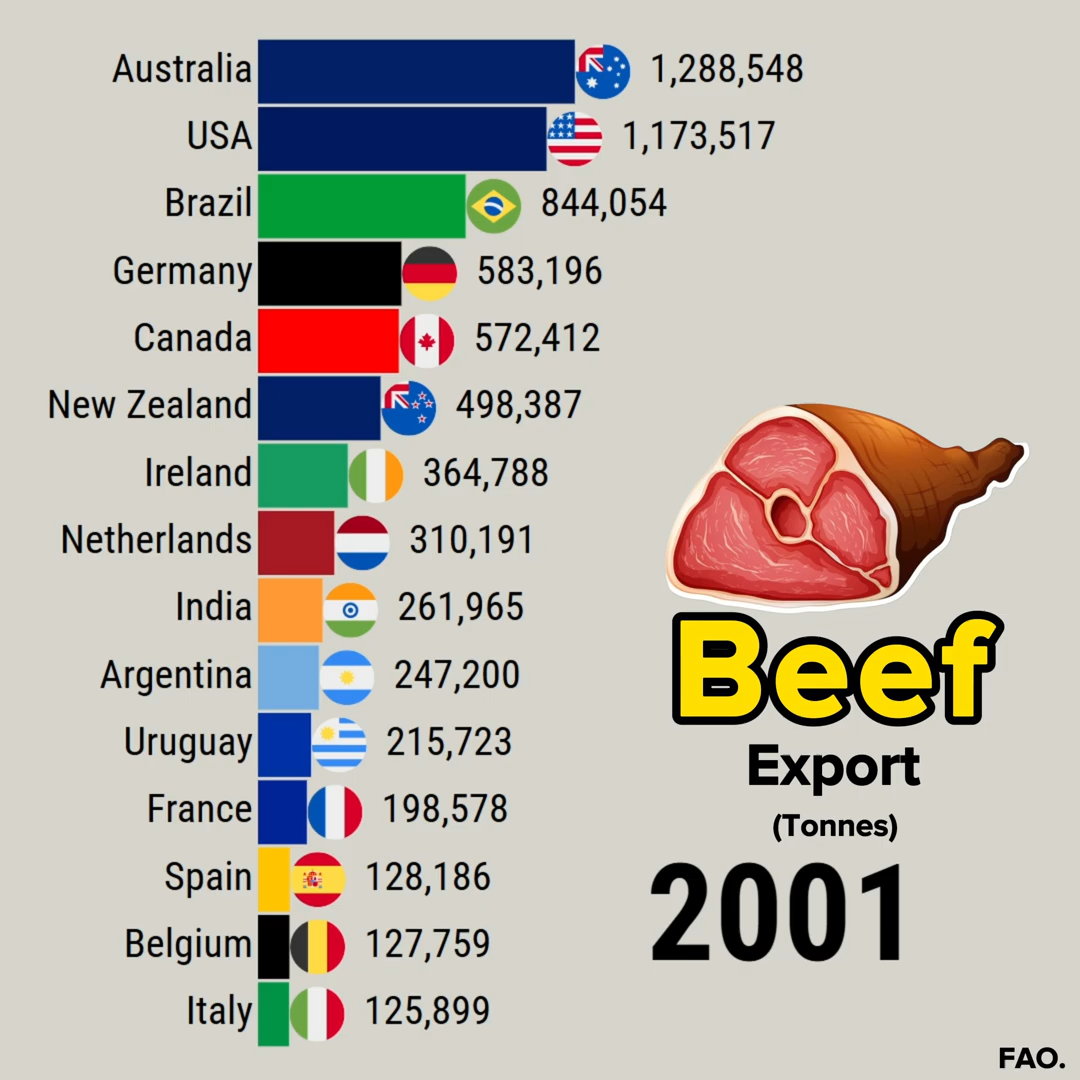 Australia 1,288,548
USA 1,173,517
Brazil 844,054
Germany 583,196
Canada 572,412
New Zealand 498,387
Ireland 364,788
Netherlands 310,191
India 261,965
Argentina 247,200
Uruguay 215,723
France 198,578
Spain 128,186
Belgium 127,759
Italy 125,899
Beef
Export
(Tonnes)
2001
FAO.